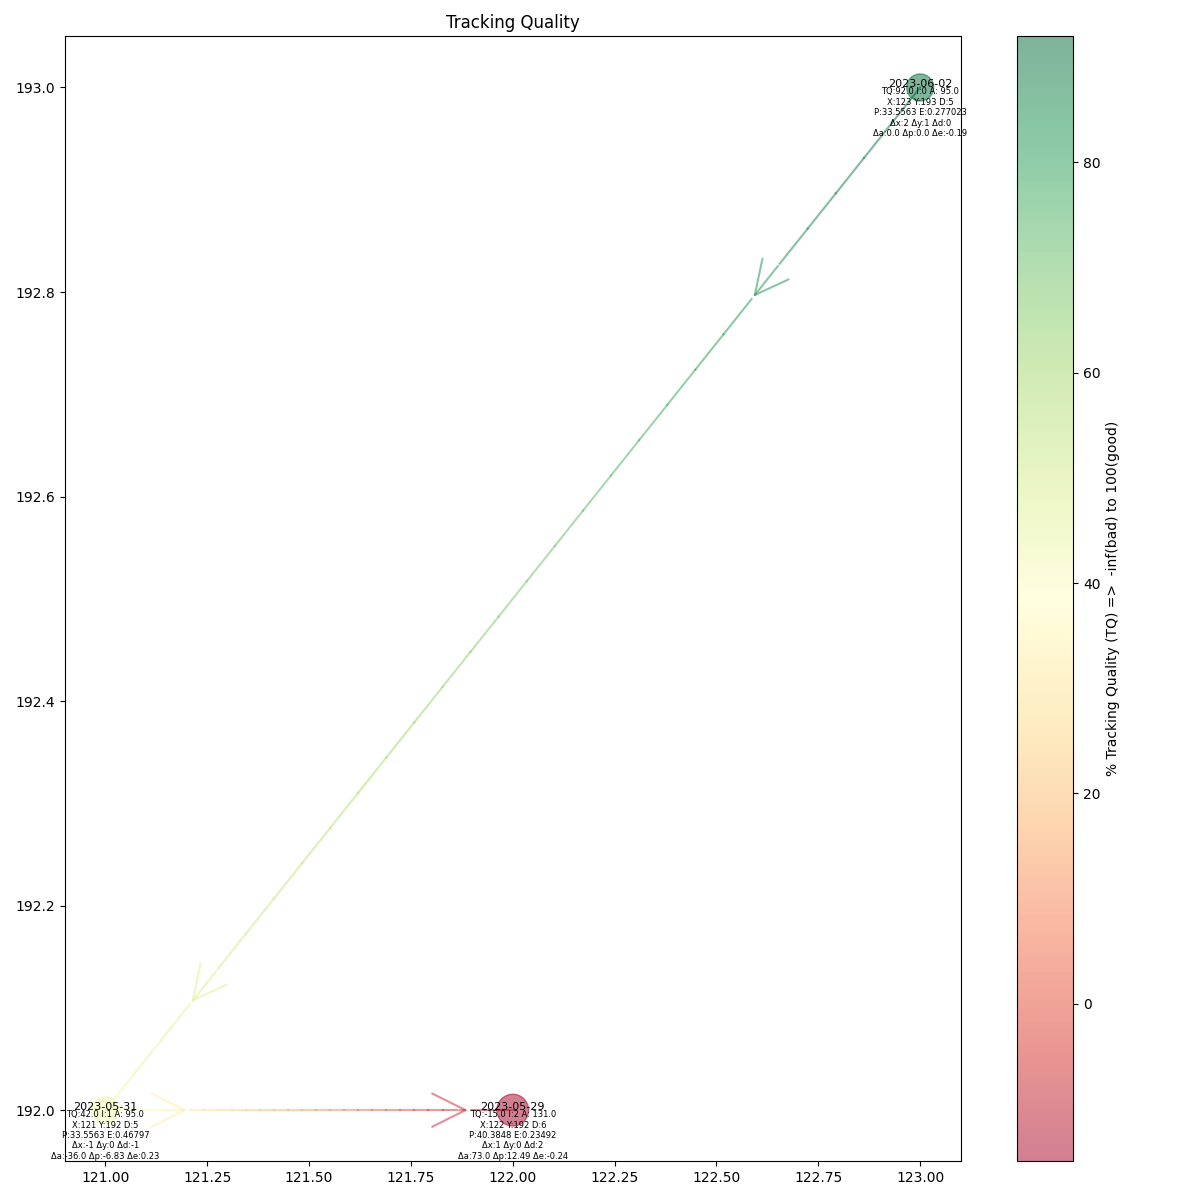 Tracking Quality
193.0
192.8
192.6
192.4
192.2
192.0
2023-06-02
TQ:92.0 I:0 A: 95.0
X:123 Y:193 D:5
P:33.5563 E:0.277023
Δx:2 Δy:1 Δd:0
Δa:0.0 Δp:0.0 Δe:-0.19
2023-05-31
TQ:42.0 I:1 A: 95.0
X:121 Y:192 D:5
P:33.5563 E:0.46797
Δx:-1 Δy:0 Δd:-1
Δa:-36.0 Δp:-6.83 Δe:0.23
2023-05-29
TQ:-15.0 I:2 A: 131.0
X:122 Y:192 D:6
P:40.3848 E:0.23492
Δx:1 Δy:0 Δd:2
Δa:73.0 Δp:12.49 Δe:-0.24
121.00 121.25 121.50 121.75 122.00 122.25 122.50 122.75 123.00
80
60
40
20
0
% Tracking Quality (TQ) => -inf(bad) to 100(good)